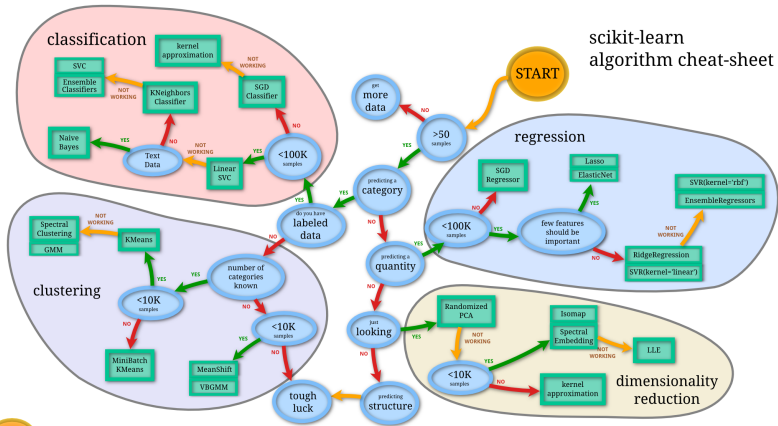 scikit-learn
algorithm cheat-sheet
START
classification
kernel
approximation
NOT
WORKING
SVC
Ensemble
Classifiers
NOT
WORKING
KNeighbors
Classifier
SGD
Classifier
NO
NO
Naive
Bayes
YES
Text
Data
NOT
WORKING
Linear
SVC
YES
<100K
samples
YES
get
more
data
NO
>50
samples
YES
predicting a
category
YES
NO
do you have
labeled
data
NO
predicting a
quantity
YES
NO
just
looking
YES
NO
predicting
structure
tough
luck
regression
SGD
Regressor
NO
<100K
samples
YES
Lasso
ElasticNet
YES
few features
should be
important
NO
SVR(kernel='rbf')
EnsembleRegressors
NOT
WORKING
RidgeRegression
SVR(kernel='linear')
clustering
Spectral
Clustering
GMM
NOT
WORKING
KMeans
YES
<10K
samples
YES
number of
categories
known
NO
NO
MiniBatch
KMeans
<10K
samples
YES
NO
MeanShift
VBGMM
dimensionality
reduction
Randomized
PCA
NOT
WORKING
<10K
samples
YES
NO
Isomap
Spectral
Embedding
NOT
WORKING
LLE
kernel
approximation